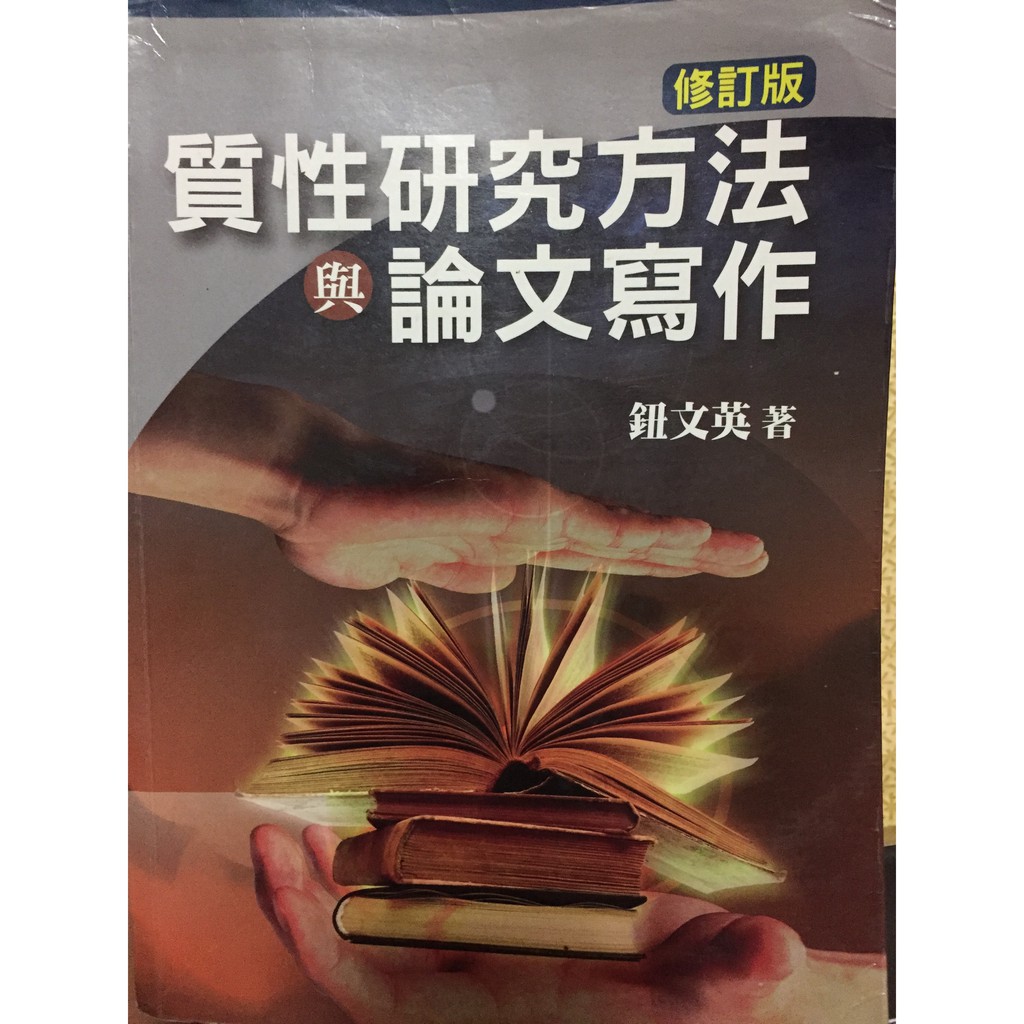 修訂版
質性研究方法
與論文寫作
鈕文英 著